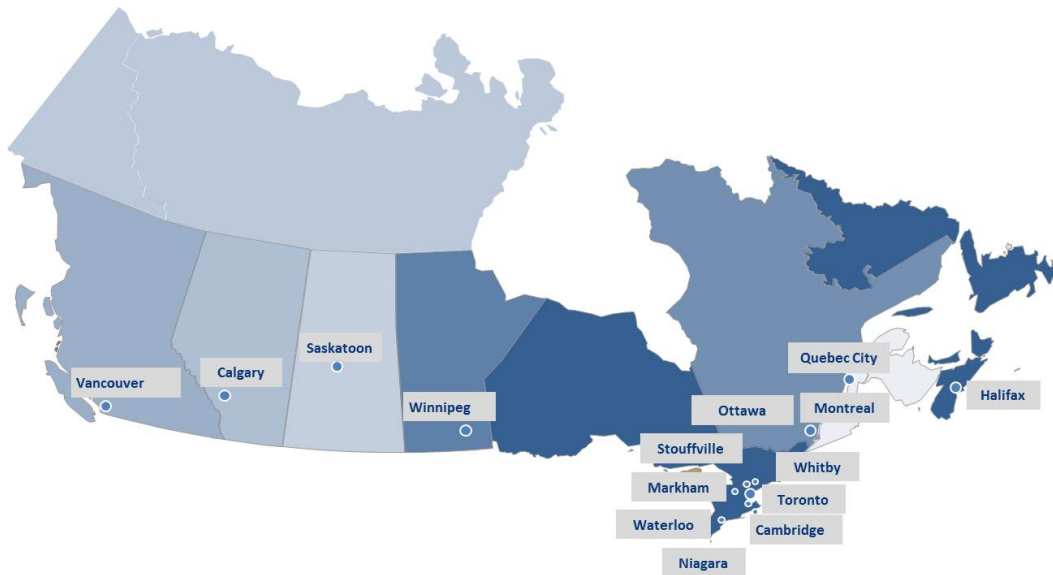 Saskatoon
Quebec City
Vancouver
Calgary
Halifax
Winnipeg
Ottawa
Montreal
Stouffville
Whitby
Markham
Toronto
Waterloo
Cambridge
Niagara